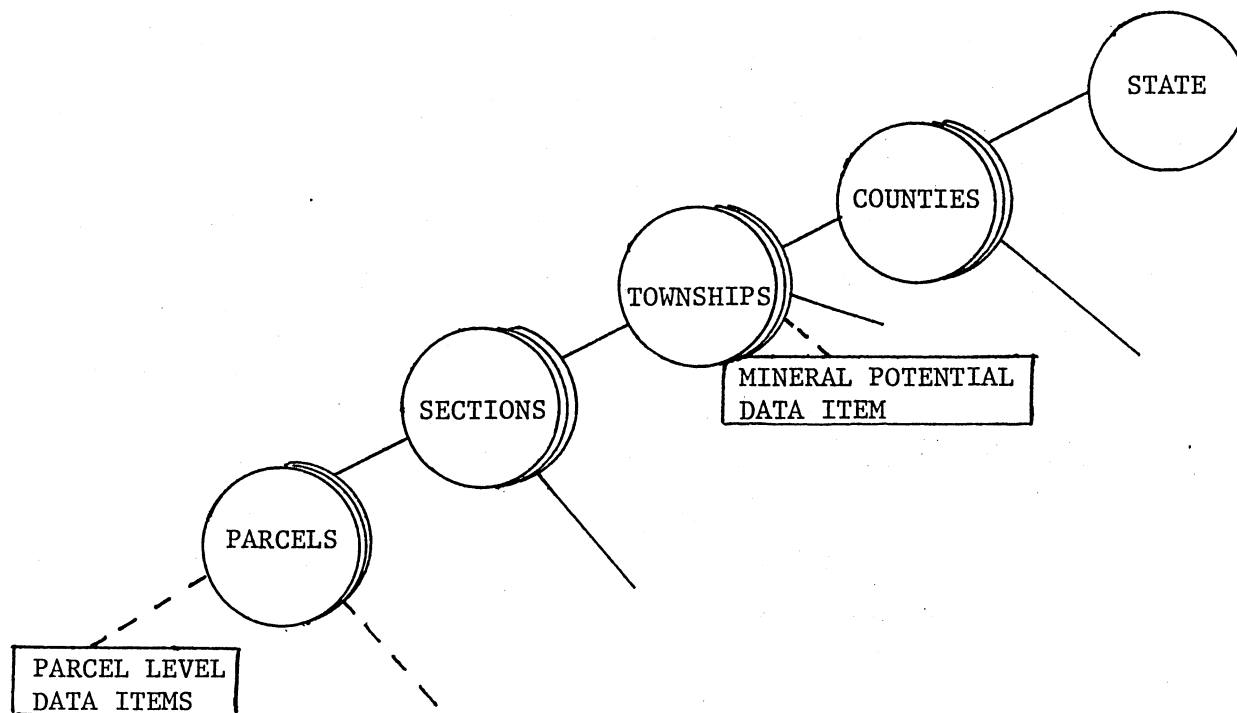 STATE
COUNTIES
TOWNSHIPS
MINERAL POTENTIAL
DATA ITEM
SECTIONS
PARCELS
PARCEL LEVEL
DATA ITEMS